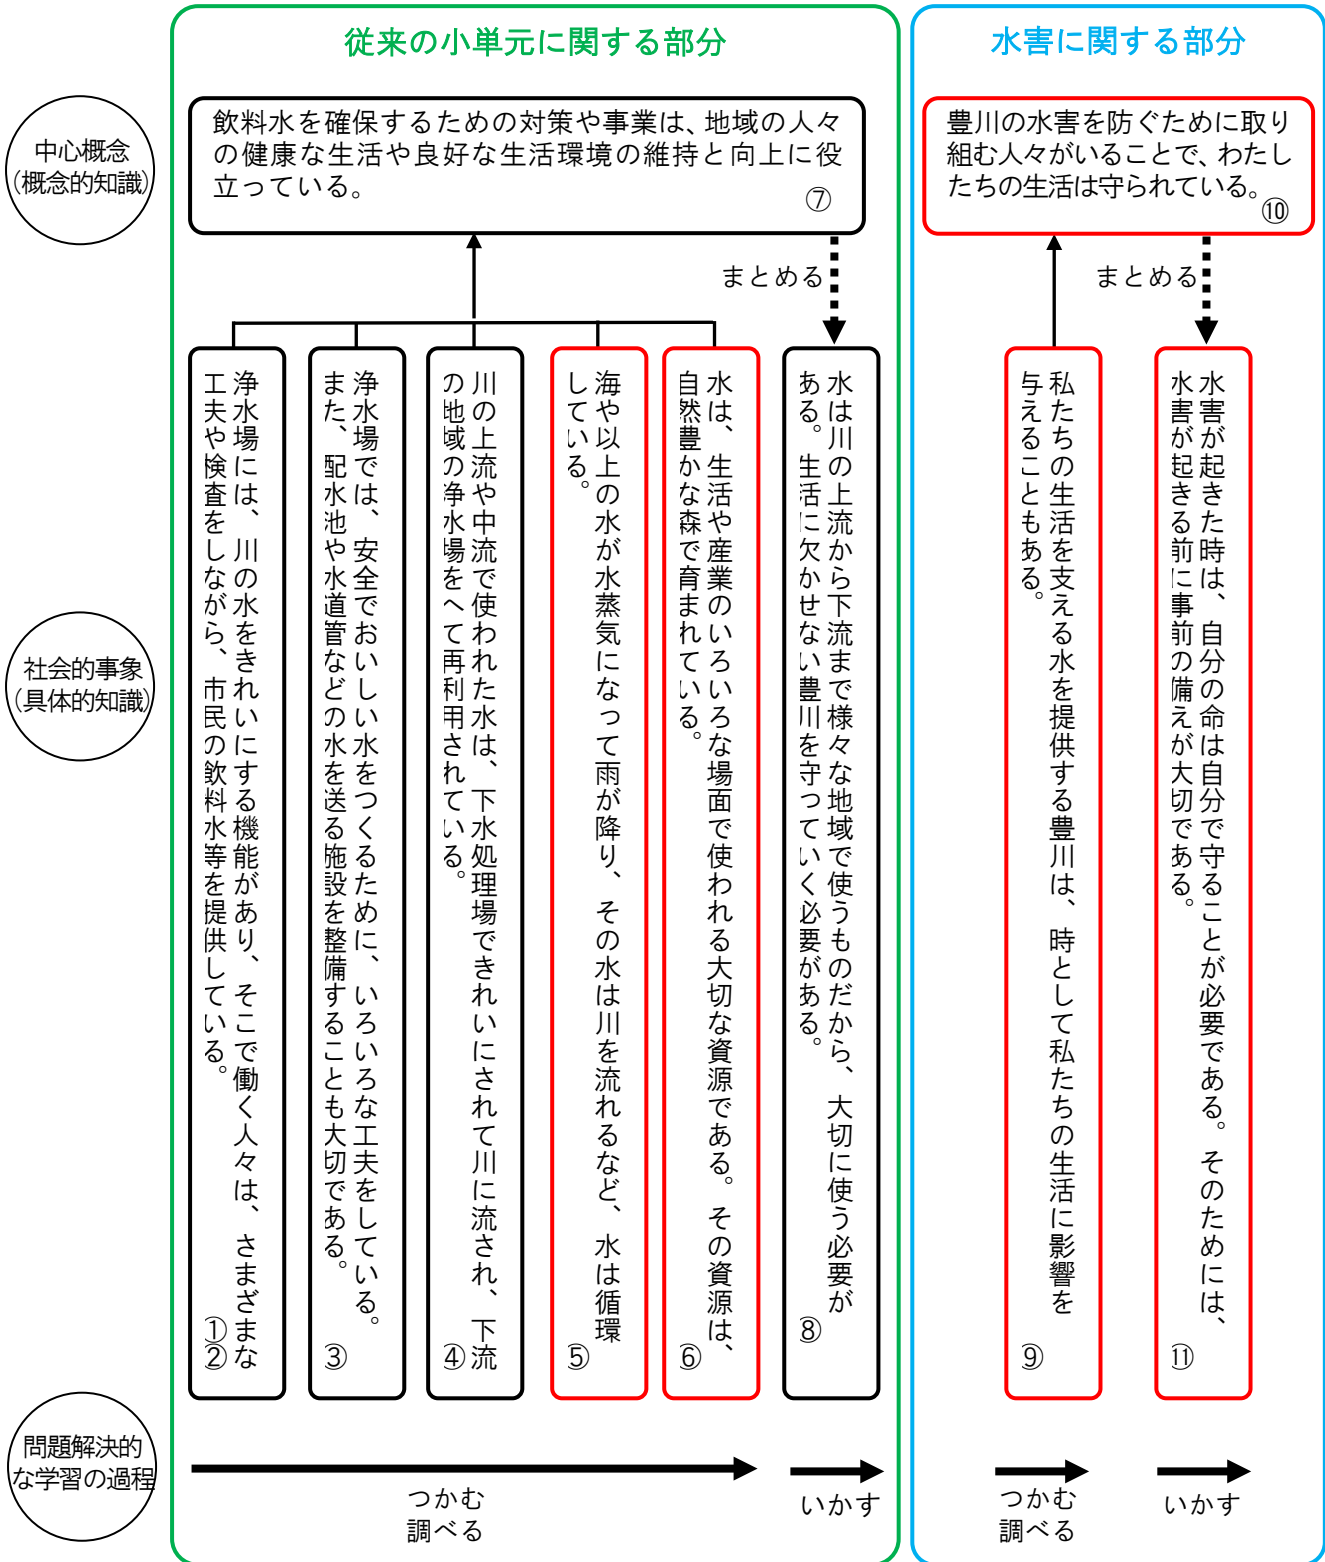 従来の小単元に関する部分
水害に関する部分
中心概念
(概念的知識)
飲料水を確保するための対策や事業は、地域の人々
の健康な生活や良好な生活環境の維持と向上に役
立っている。
⑦
豊川の水害を防ぐために取り
組む人々がいることで、わたし
たちの生活は守られている。
⑩
まとめる
まとめる
社会的事象
(具体的知識)
浄水場には、川の水をきれいにする機能があり、そこで働く人々は、さまざまな
工夫や検査をしながら、市民の飲料水等を提供している。
①②
浄水場では、安全でおいしい水をつくるために、いろいろな工夫をしている。
また、配水池や水道管などの水を送る施設を整備することも大切である。
③
川の上流や中流で使われた水は、下水処理場できれいにされて川に流され、下流
の地域の浄水場をへて再利用されている。
④
海や以上の水が水蒸気になって雨が降り、その水は川を流れるなど、水は循環
している。
⑤
水は、生活や産業のいろいろな場面で使われる大切な資源である。その資源は、
自然豊かな森で育まれている。
⑥
水は川の上流から下流まで様々な地域で使うものだから、大切に使う必要が
ある。生活に欠かせない豊川を守っていく必要がある。
⑧
私たちの生活を支える水を提供する豊川は、時として私たちの生活に影響を
与えることもある。
⑨
水害が起きた時は、自分の命は自分で守ることが必要である。そのためには、
水害が起きる前に事前の備えが大切である。
⑪
問題解決的
な学習の過程
つかむ
調べる
いかす
つかむ
調べる
いかす